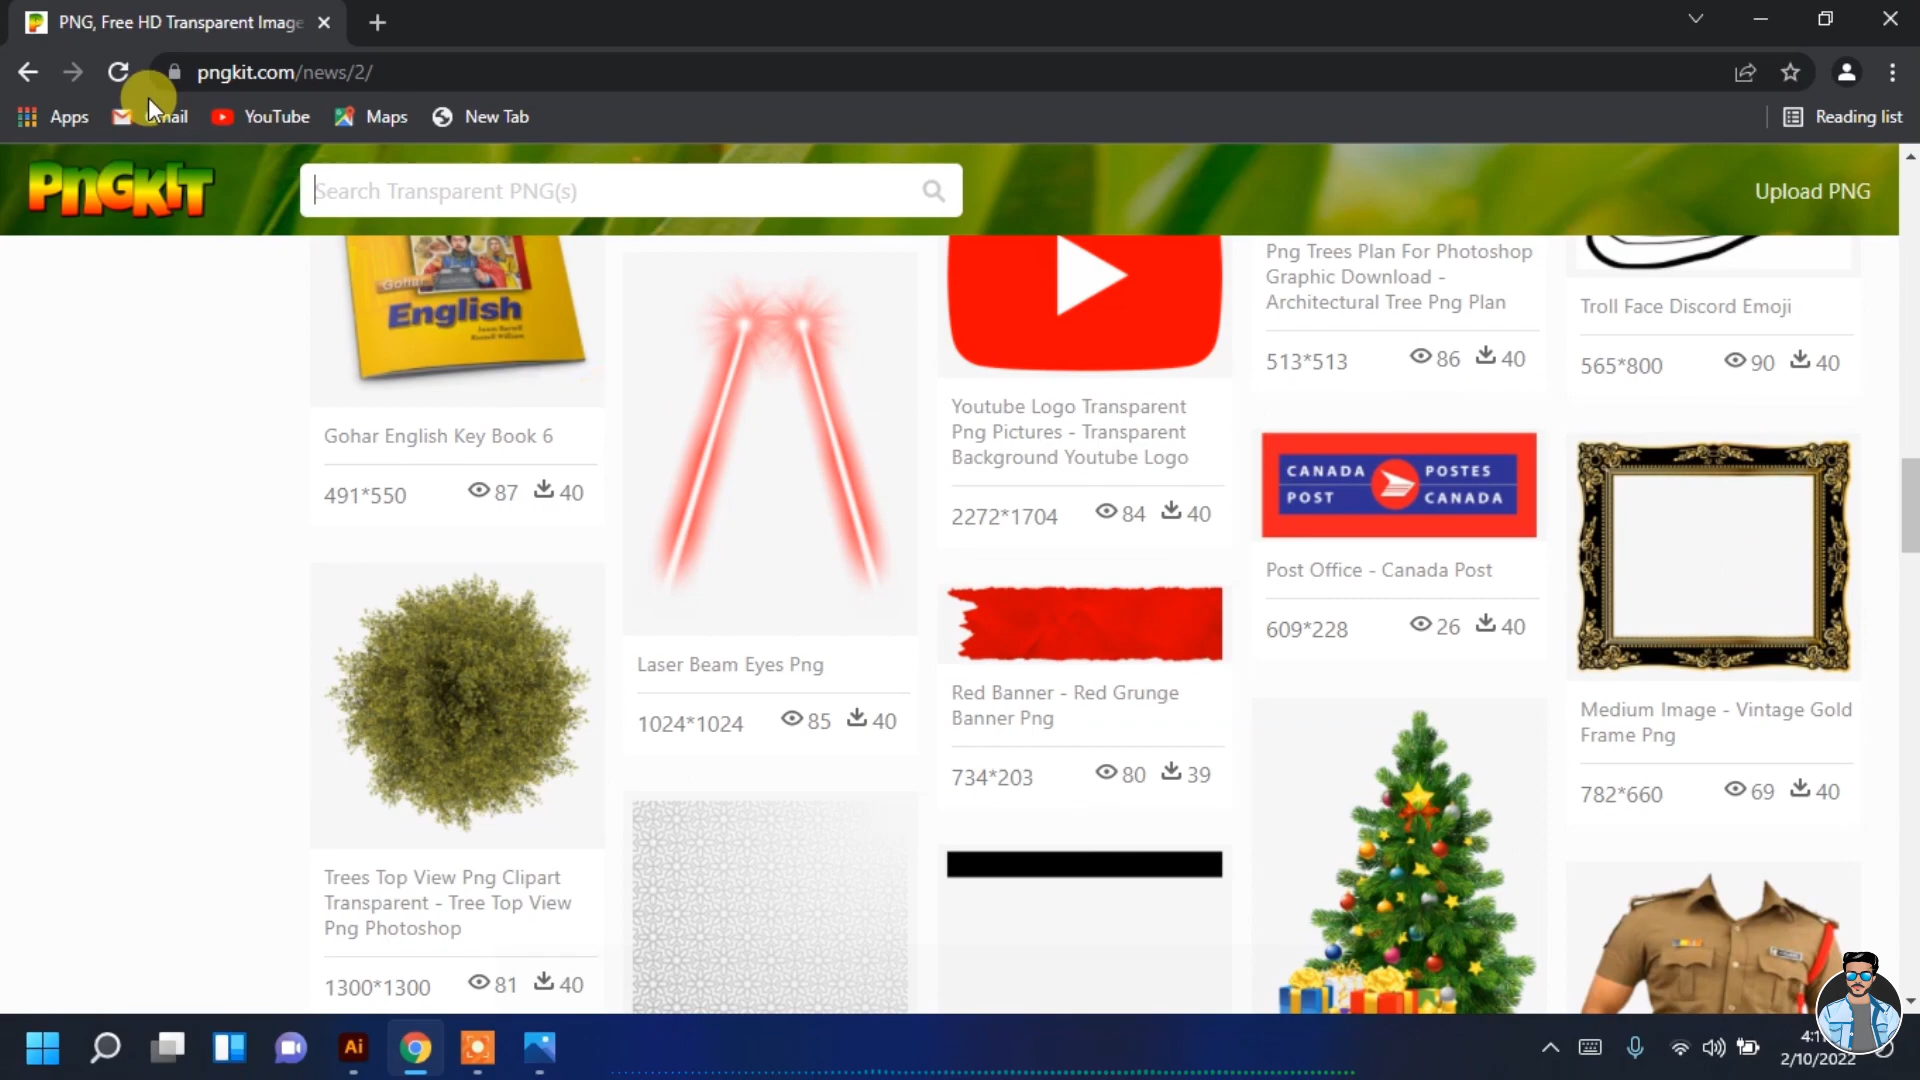 PNG, Free HD Transparent Image
pngkit.com/news/2/
Apps
YouTube
Maps
New Tab
Reading list
PnGKIT
Search Transparent PNG(s)
Upload PNG
Gohar
English
Gohar English Key Book 6
491*550 87 40
Trees Top View Png Clipart
Transparent - Tree Top View
Png Photoshop
1300*1300 81 40
Laser Beam Eyes Png
1024*1024 85 40
Youtube Logo Transparent
Png Pictures - Transparent
Background Youtube Logo
2272*1704 84 40
Red Banner - Red Grunge
Banner Png
734*203 80 39
Png Trees Plan For Photoshop
Graphic Download -
Architectural Tree Png Plan
513*513 86 40
CANADA POSTES
POST CANADA
Post Office - Canada Post
609*228 26 40
Troll Face Discord Emoji
565*800 90 40
Medium Image - Vintage Gold
Frame Png
782*660 69 40
Ai
2/10/2022